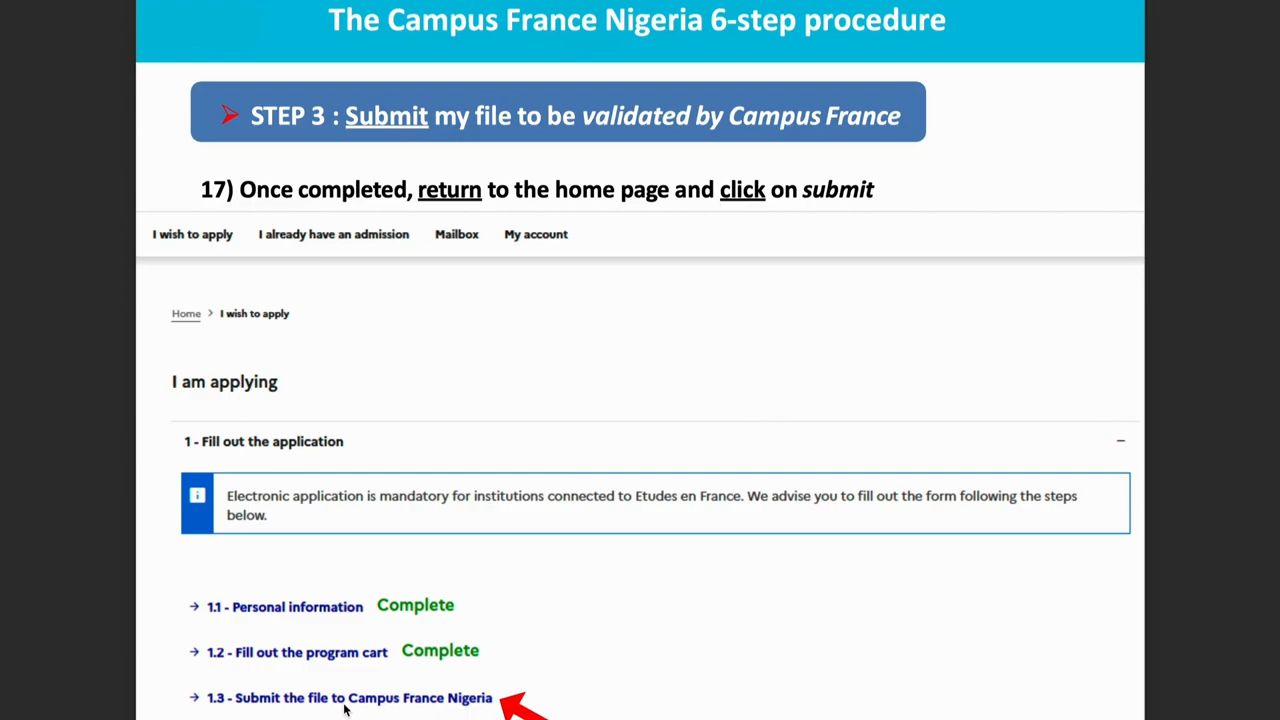 The Campus France Nigeria 6-step procedure
STEP 3 : Submit my file to be validated by Campus France
17) Once completed, return to the home page and click on submit
I wish to apply I already have an admission Mailbox My account
Home > I wish to apply
I am applying
1 - Fill out the application
Electronic application is mandatory for institutions connected to Etudes en France. We advise you to fill out the form following the steps
below.
1.1 - Personal information Complete
1.2 - Fill out the program cart Complete
1.3 - Submit the file to Campus France Nigeria